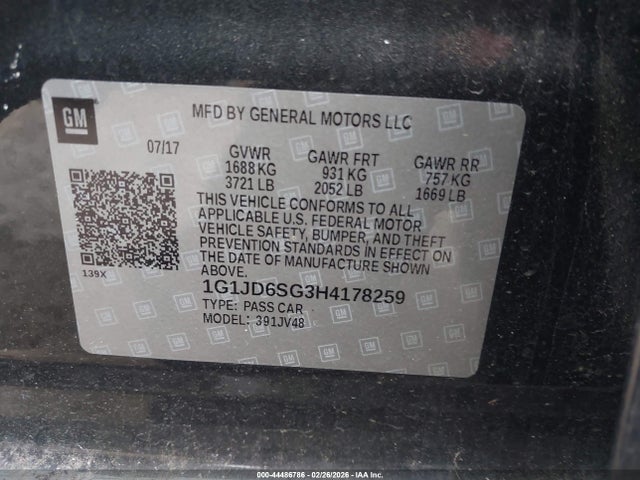 GM
MFD BY GENERAL MOTORS LLC
07/17
GVWR GAWR FRT GAWR RR
1688 KG 931 KG 757 KG
3721 LB 2052 LB 1669 LB
THIS VEHICLE CONFORMS TO ALL
APPLICABLE U.S. FEDERAL MOTOR
VEHICLE SAFETY, BUMPER, AND THEFT
PREVENTION STANDARDS IN EFFECT ON
THE DATE OF MANUFACTURE SHOWN
ABOVE.
139X
1G1JD6SG3H4178259
TYPE: PASS CAR
MODEL: 391JV48
000-44486786 - 02/26/2026 - IAA Inc.